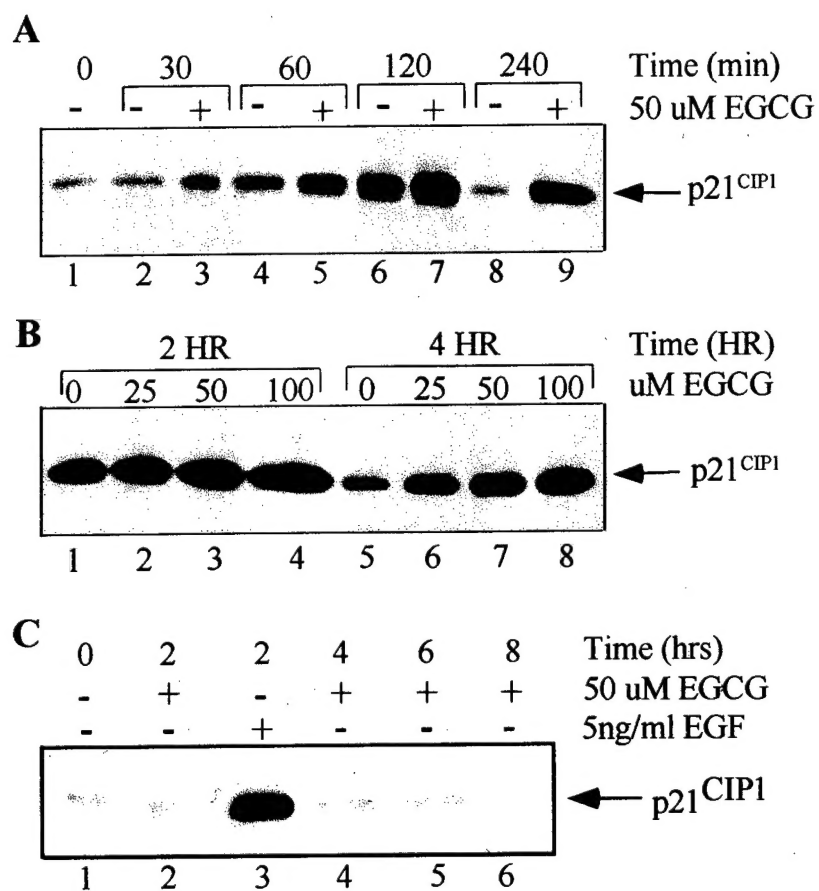 A
0 30 60 120 240 Time (min)
- - + - + - + - + 50 uM EGCG
p21CIP1
1 2 3 4 5 6 7 8 9
B
2 HR 4 HR Time (HR)
0 25 50 100 0 25 50 100 uM EGCG
p21CIP1
1 2 3 4 5 6 7 8
C
0 2 2 4 6 8 Time (hrs)
- + - + + + 50 uM EGCG
- - + - - - 5ng/ml EGF
p21CIP1
1 2 3 4 5 6